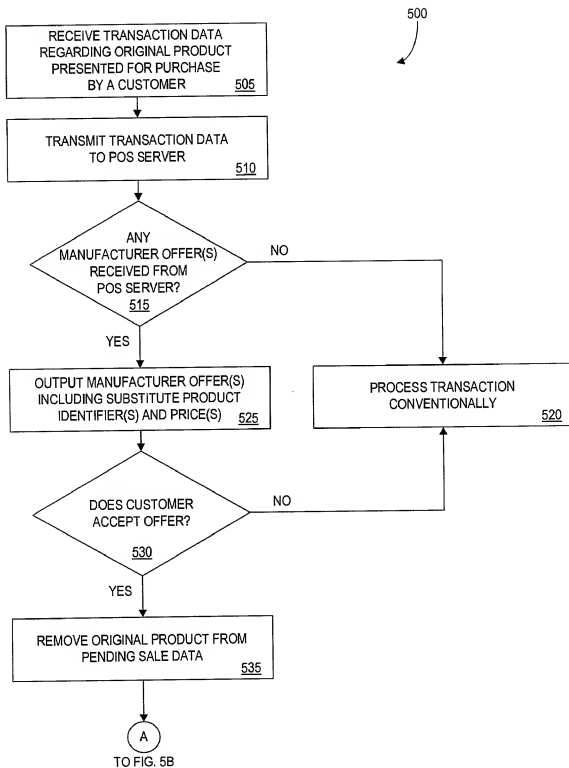 500
RECEIVE TRANSACTION DATA
REGARDING ORIGINAL PRODUCT
PRESENTED FOR PURCHASE
BY A CUSTOMER
505
TRANSMIT TRANSACTION DATA
TO POS SERVER
510
ANY
MANUFACTURER OFFER(S)
RECEIVED FROM
POS SERVER?
515
NO
YES
OUTPUT MANUFACTURER OFFER(S)
INCLUDING SUBSTITUTE PRODUCT
IDENTIFIER(S) AND PRICE(S)
525
PROCESS TRANSACTION
CONVENTIONALLY
520
DOES CUSTOMER
ACCEPT OFFER?
530
NO
YES
REMOVE ORIGINAL PRODUCT FROM
PENDING SALE DATA
535
A
TO FIG. 5B